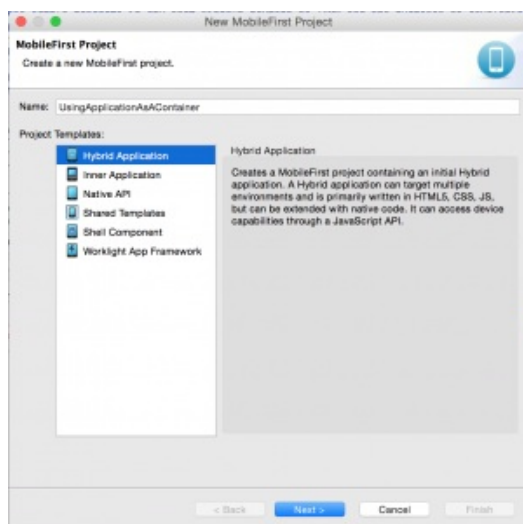 New MobileFirst Project
MobileFirst Project
Create a new MobileFirst project.
Name: UsingApplicationAsAContainer
Project Templates:
Hybrid Application
Inner Application
Native API
Shared Templates
Shell Component
Worklight App Framework
Hybrid Application
Creates a MobileFirst project containing an initial Hybrid
application. A Hybrid application can target multiple
environments and is primarily written in HTML5, CSS, JS,
but can be extended with native code. It can access device
capabilities through a JavaScript API.
< Back Next > Cancel Finish